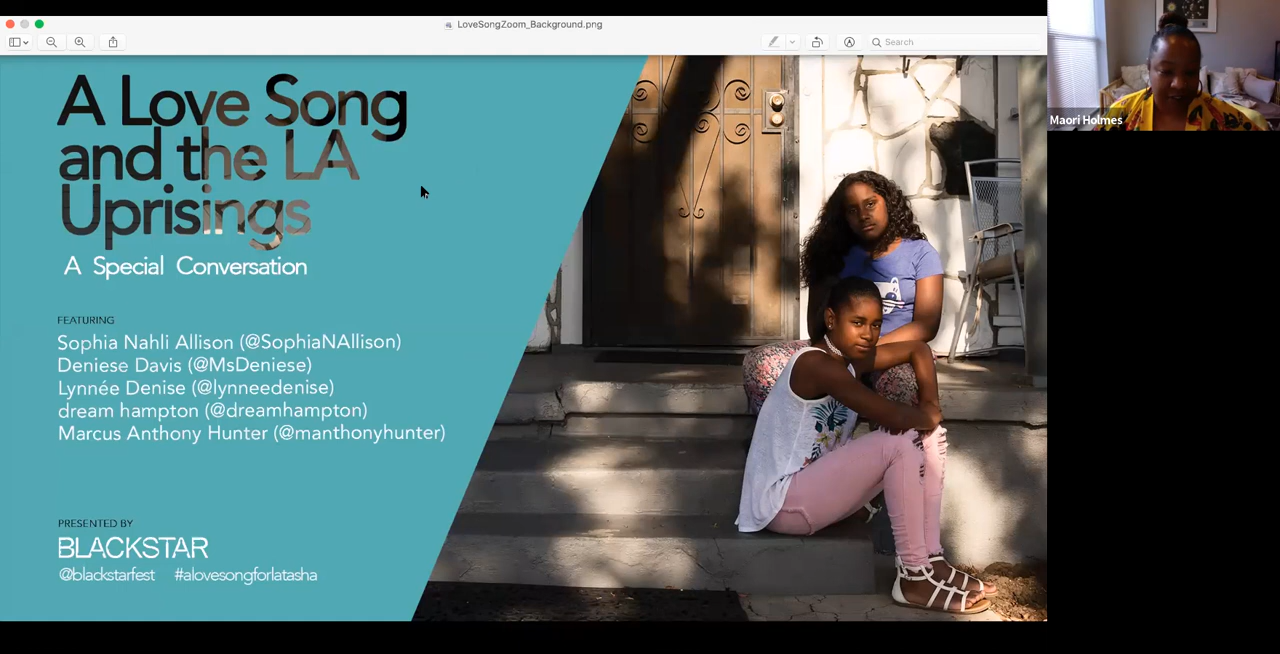 LoveSongZoom_Background.png
Search
A Love Song
and the LA
Uprisings
A Special Conversation
FEATURING
Sophia Nahli Allison (@SophiaNAllison)
Deniese Davis (@MsDeniese)
Lynnée Denise (@lynneedenise)
dream hampton (@dreamhampton)
Marcus Anthony Hunter (@manthonyhunter)
PRESENTED BY
BLACKSTAR
@blackstarfest #alovesongforlatasha
Maori Holmes